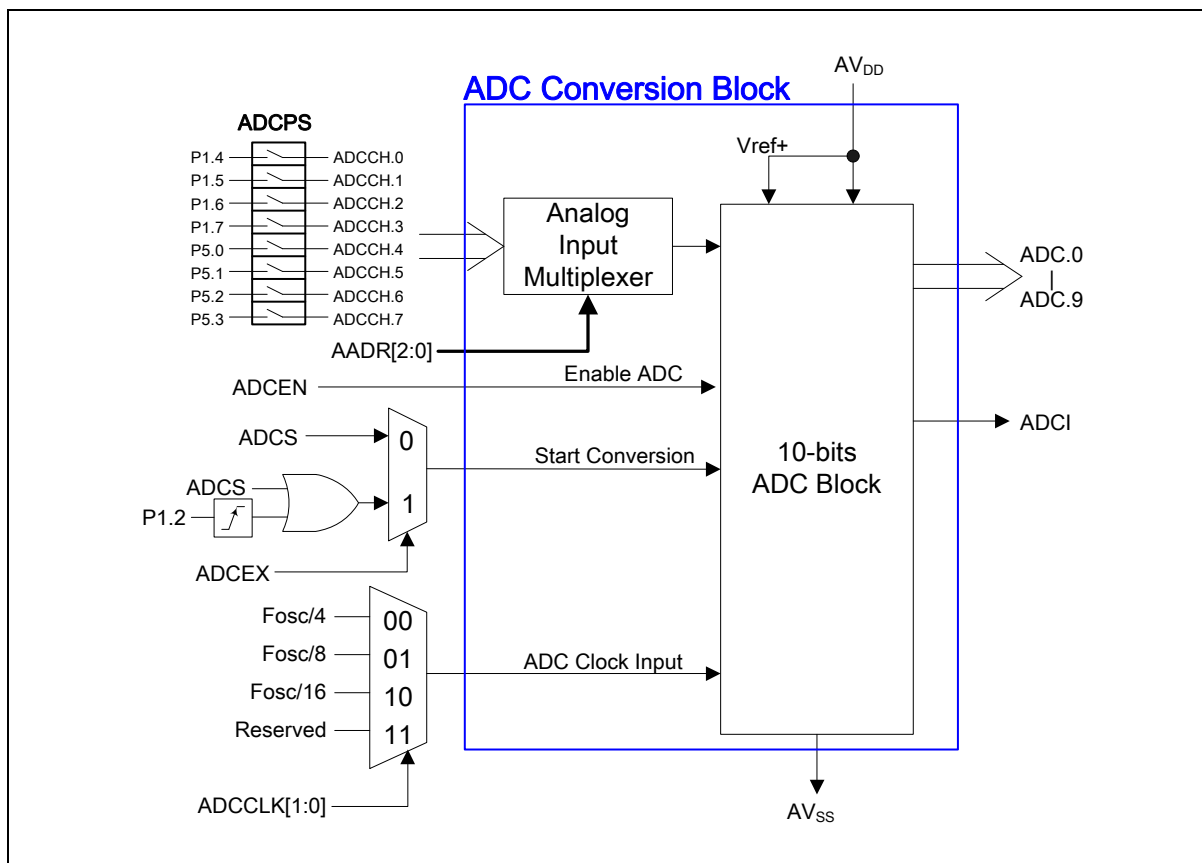 AVDD
ADC Conversion Block
ADCPS
Vref+
P1.4 ADCCH.0
P1.5 ADCCH.1
P1.6 ADCCH.2
P1.7 ADCCH.3
P5.0 ADCCH.4
P5.1 ADCCH.5
P5.2 ADCCH.6
P5.3 ADCCH.7
Analog
Input
Multiplexer
ADC.0
ADC.9
AADR[2:0]
ADCEN
Enable ADC
ADCS
0
Start Conversion
10-bits
ADC Block
ADCI
ADCS
P1.2
1
ADCEX
Fosc/4 00
Fosc/8 01
ADC Clock Input
Fosc/16 10
Reserved 11
ADCCLK[1:0]
AVSS